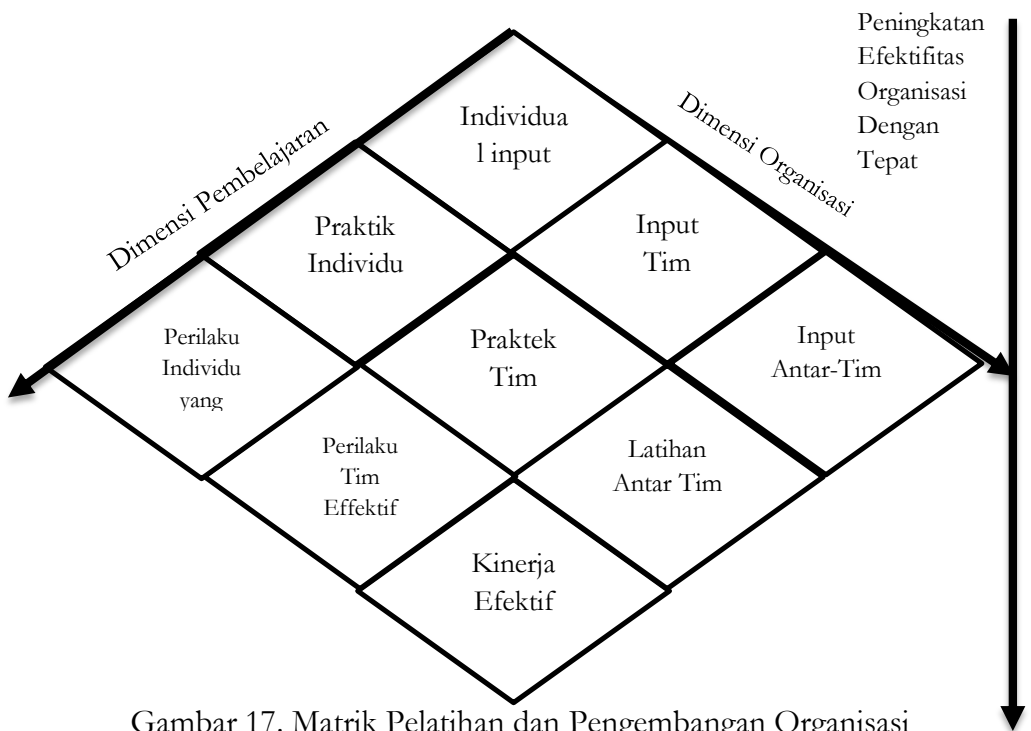 Peningkatan
Efektifitas
Organisasi
Dengan
Tepat
Dimensi Pembelajaran
Dimensi Organisasi
Individua
l input
Praktik
Individu
Input
Tim
Perilaku
Individu
yang
Praktek
Tim
Input
Antar-Tim
Perilaku
Tim
Effektif
Latihan
Antar Tim
Kinerja
Efektif
Gambar 17. Matrik Pelatihan dan Pengembangan Organisasi